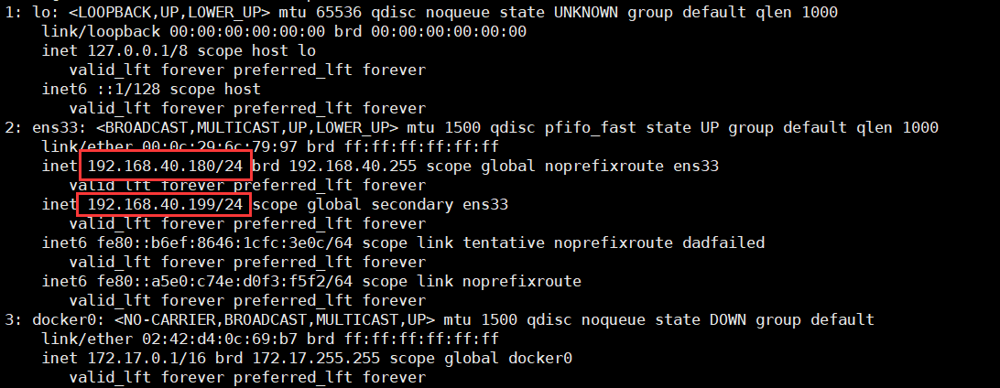 1: lo: <LOOPBACK,UP,LOWER_UP> mtu 65536 qdisc noqueue state UNKNOWN group default qlen 1000
    link/loopback 00:00:00:00:00:00 brd 00:00:00:00:00:00
    inet 127.0.0.1/8 scope host lo
       valid_lft forever preferred_lft forever
    inet6 ::1/128 scope host
       valid_lft forever preferred_lft forever
2: ens33: <BROADCAST,MULTICAST,UP,LOWER_UP> mtu 1500 qdisc pfifo_fast state UP group default qlen 1000
    link/ether 00:0c:29:6c:79:97 brd ff:ff:ff:ff:ff:ff
    inet 192.168.40.180/24 brd 192.168.40.255 scope global noprefixroute ens33
       valid_lft forever preferred_lft forever
    inet 192.168.40.199/24 scope global secondary ens33
       valid_lft forever preferred_lft forever
    inet6 fe80::b6ef:8646:1cfc:3e0c/64 scope link tentative noprefixroute dadfailed
       valid_lft forever preferred_lft forever
    inet6 fe80::a5e0:c74e:d0f3:f5f2/64 scope link noprefixroute
       valid_lft forever preferred_lft forever
3: docker0: <NO-CARRIER,BROADCAST,MULTICAST,UP> mtu 1500 qdisc noqueue state DOWN group default
    link/ether 02:42:d4:0c:69:b7 brd ff:ff:ff:ff:ff:ff
    inet 172.17.0.1/16 brd 172.17.255.255 scope global docker0
       valid_lft forever preferred_lft forever